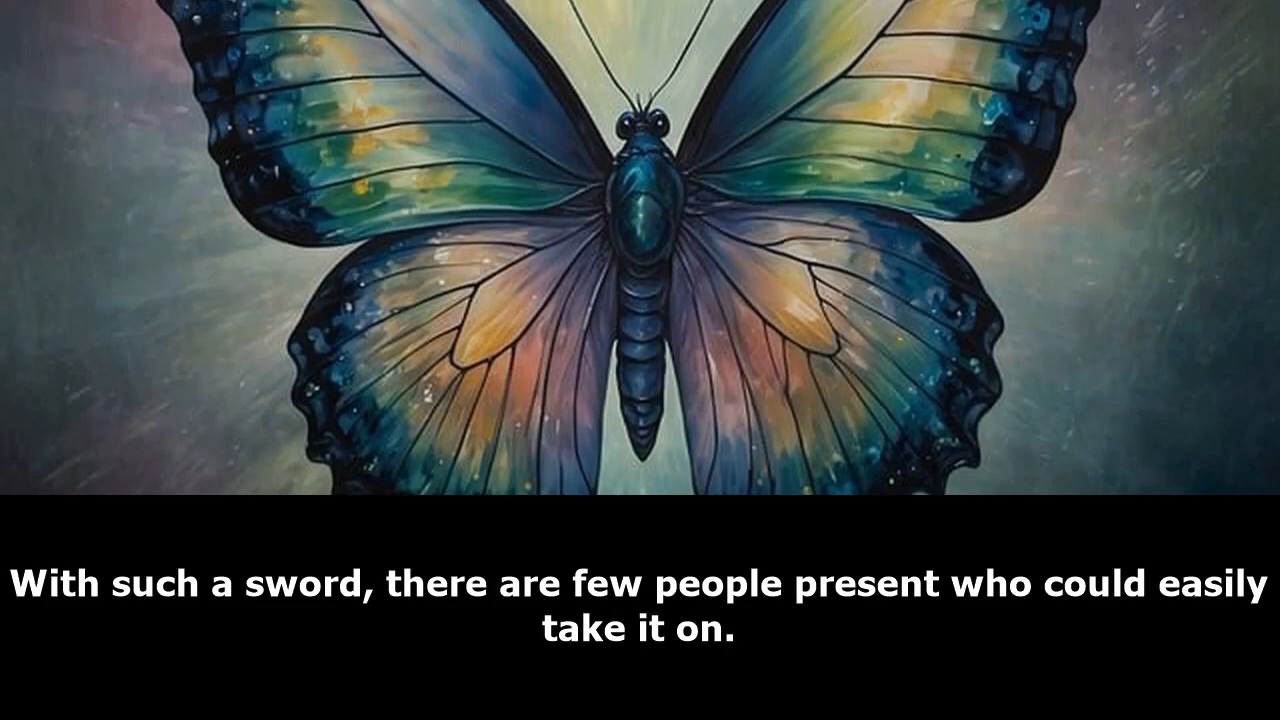 With such a sword, there are few people present who could easily
take it on.